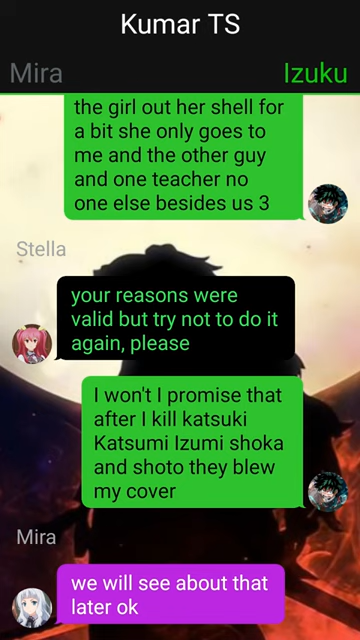 Kumar TS
Mira
Izuku
the girl out her shell for
a bit she only goes to
me and the other guy
and one teacher no
one else besides us 3
Stella
your reasons were
valid but try not to do it
again, please
I won't I promise that
after I kill katsuki
Katsumi Izumi shoka
and shoto they blew
my cover
Mira
we will see about that
later ok